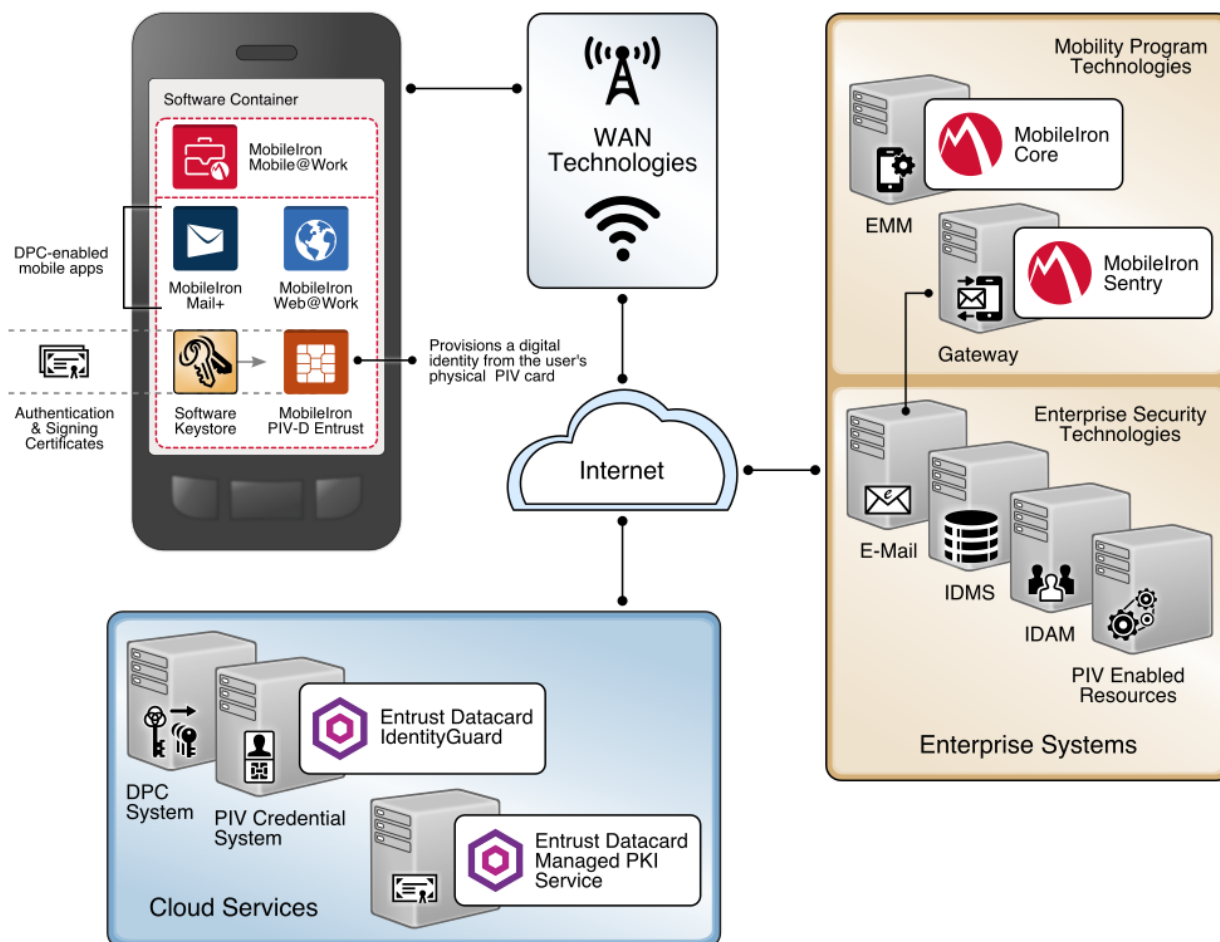 Software Container
MobileIron
Mobile@Work
DPC-enabled
mobile apps
MobileIron
Mail+
MobileIron
Web@Work
Authentication
& Signing
Certificates
Software
Keystore
MobileIron
PIV-D Entrust
Provisions a digital
identity from the user's
physical PIV card
WAN
Technologies
Internet
Mobility Program
Technologies
MobileIron
Core
EMM
MobileIron
Sentry
Gateway
Enterprise Security
Technologies
e
E-Mail
IDMS
IDAM
PIV Enabled
Resources
Enterprise Systems
Entrust Datacard
IdentityGuard
DPC
System
PIV Credential
System
Entrust Datacard
Managed PKI
Service
Cloud Services